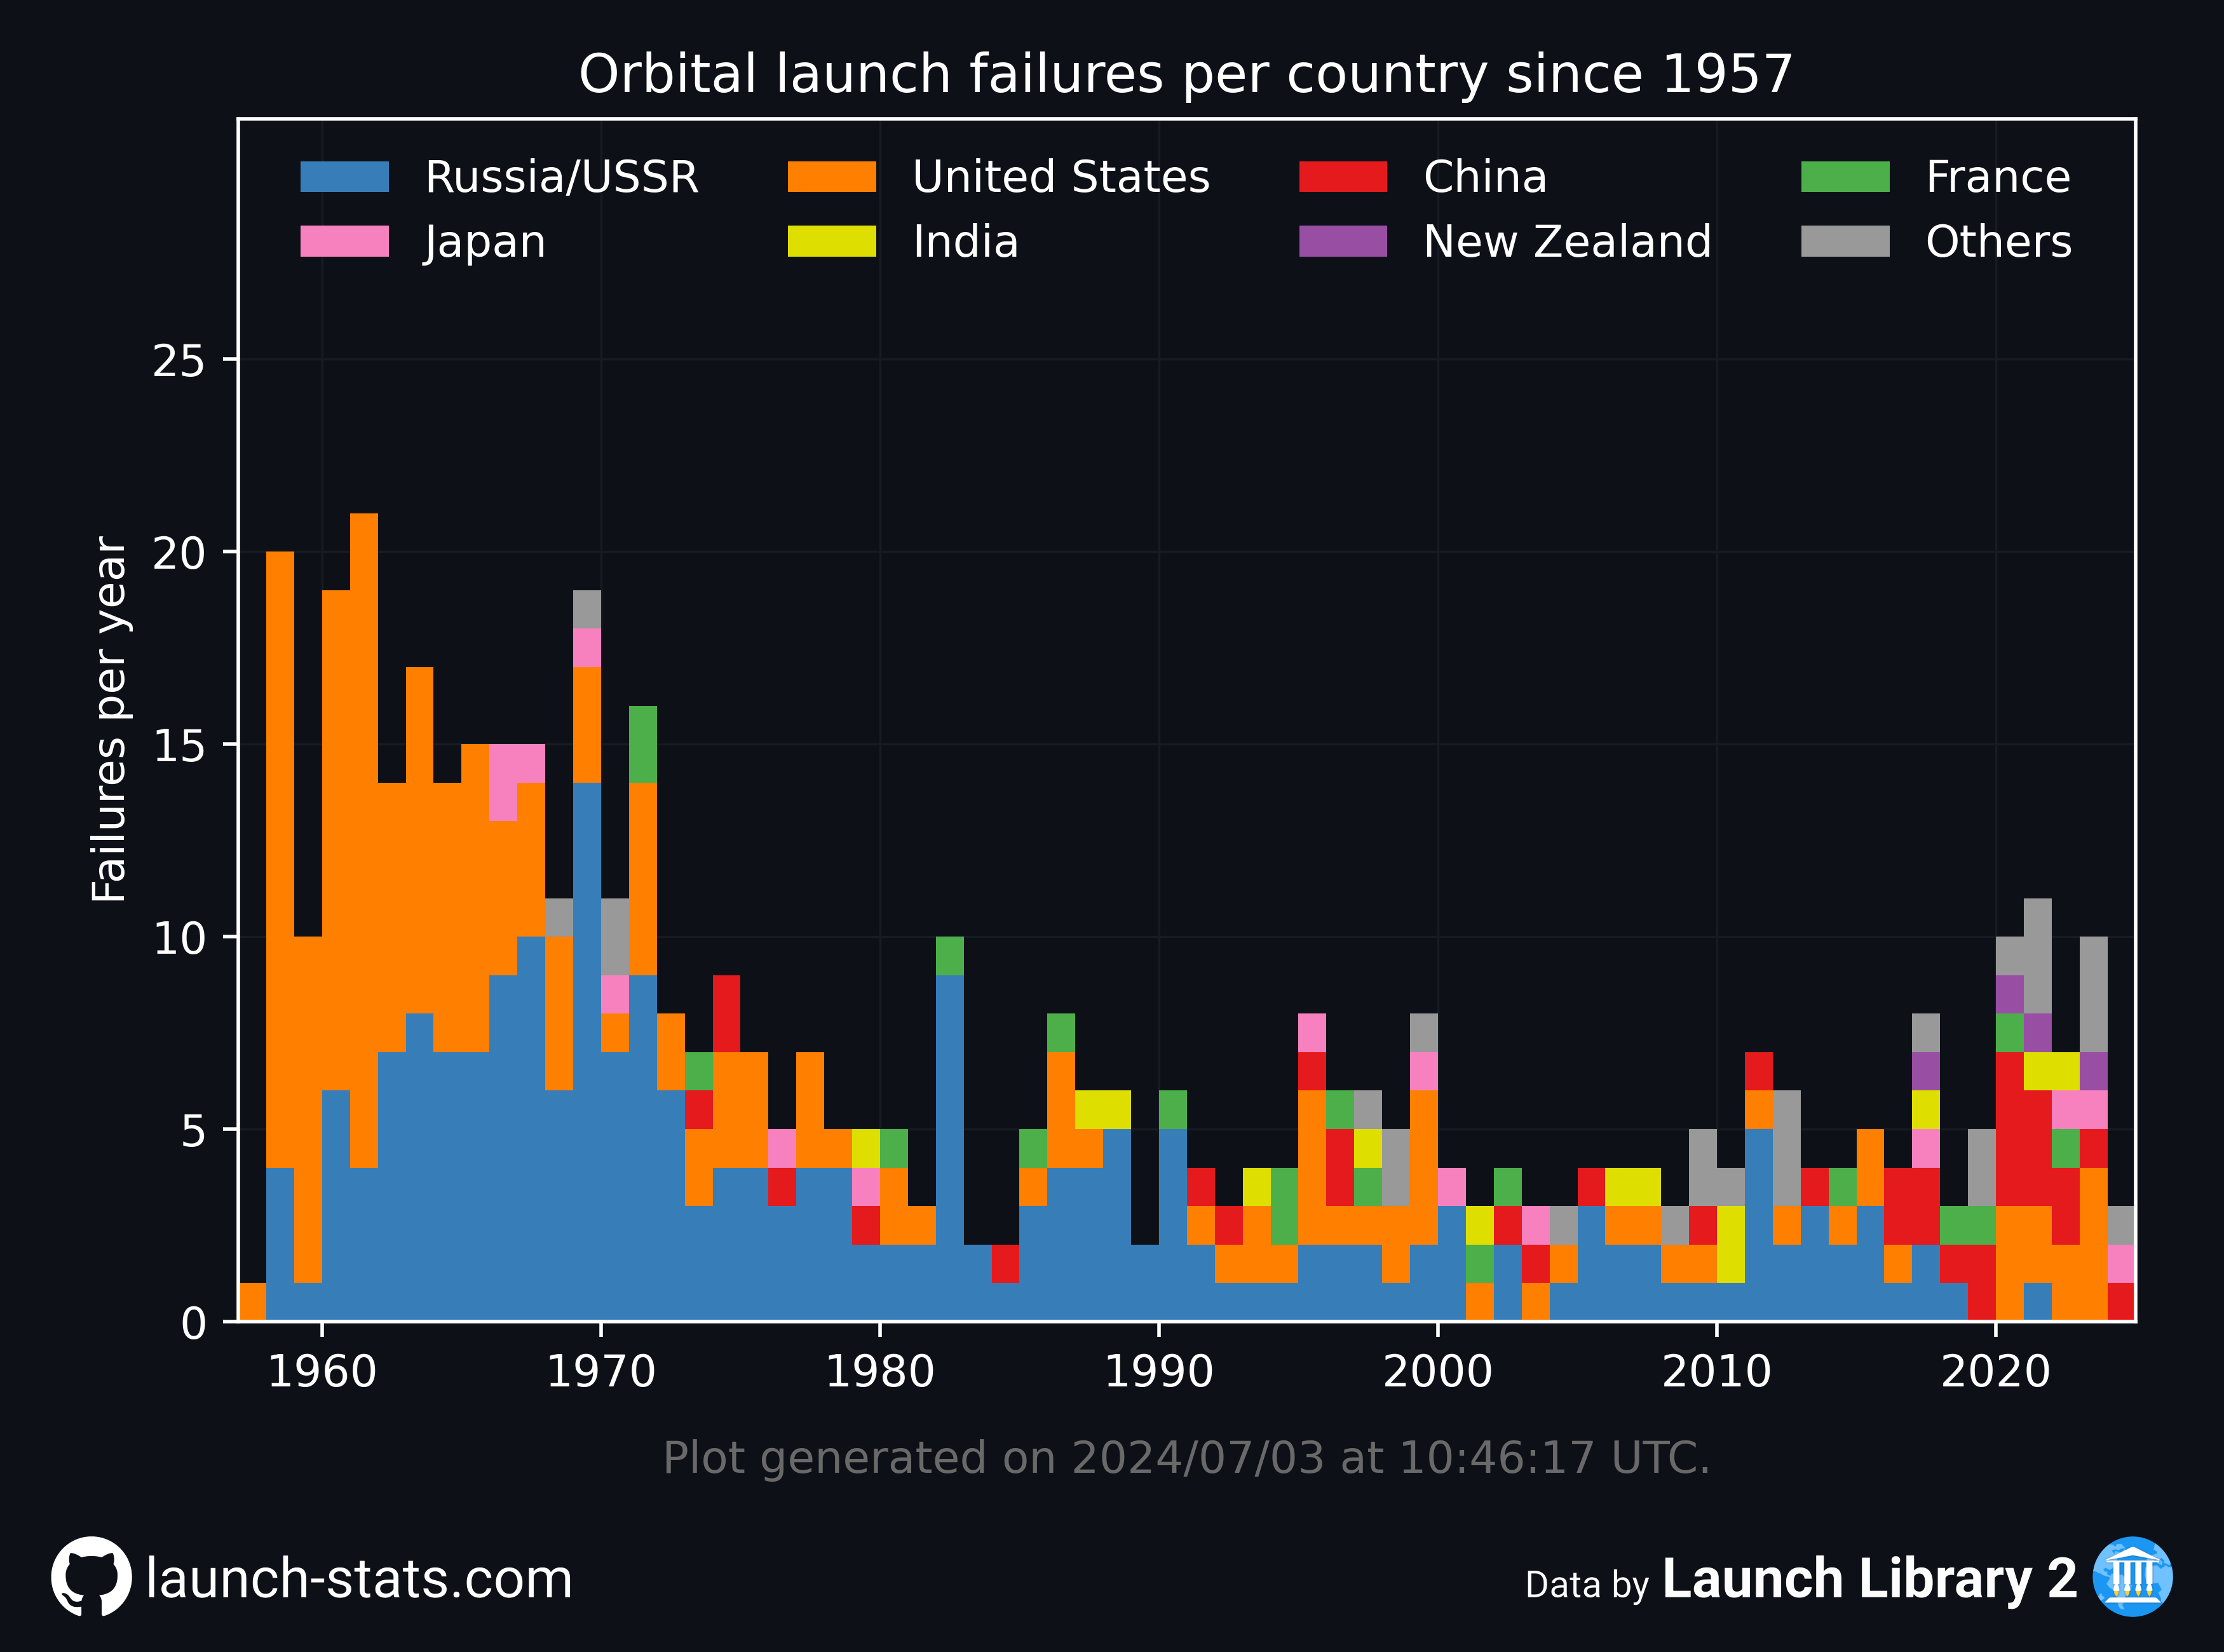 Orbital launch failures per country since 1957
Russia/USSR United States China France
Japan India New Zealand Others
25
20
15
10
5
0
Failures per year
1960 1970 1980 1990 2000 2010 2020
Plot generated on 2024/07/03 at 10:46:17 UTC.
launch-stats.com
Data by Launch Library 2